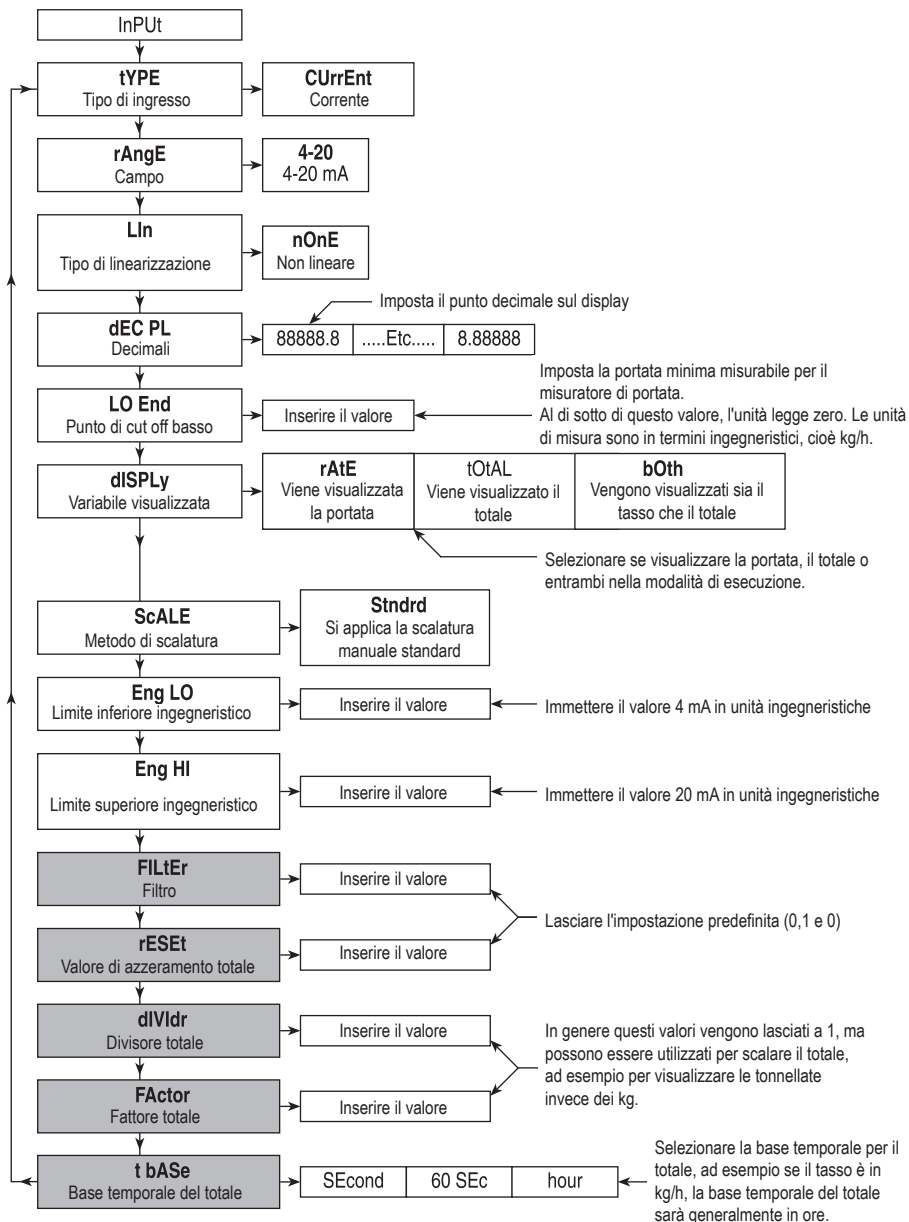 InPUt
tYPE
Tipo di ingresso
CUrrEnt
Corrente
rAngE
Campo
4-20
4-20 mA
LIn
Tipo di linearizzazione
nOnE
Non lineare
Imposta il punto decimale sul display
dEC PL
Decimali
88888.8
.....Etc.....
8.88888
Imposta la portata minima misurabile per il
misuratore di portata.
Al di sotto di questo valore, l'unità legge zero. Le unità
di misura sono in termini ingegneristici, cioè kg/h.
LO End
Punto di cut off basso
Inserire il valore
dISPLy
Variabile visualizzata
rAtE
Viene visualizzata
la portata
tOtAL
Viene visualizzato il
totale
bOth
Vengono visualizzati sia il
tasso che il totale
Selezionare se visualizzare la portata, il totale o
entrambi nella modalità di esecuzione.
ScALE
Metodo di scalatura
Stndrd
Si applica la scalatura
manuale standard
Eng LO
Limite inferiore ingegneristico
Inserire il valore
Immettere il valore 4 mA in unità ingegneristiche
Eng HI
Limite superiore ingegneristico
Inserire il valore
Immettere il valore 20 mA in unità ingegneristiche
FILtEr
Filtro
Inserire il valore
Lasciare l'impostazione predefinita (0,1 e 0)
rESEt
Valore di azzeramento totale
Inserire il valore
dIVIdr
Divisore totale
Inserire il valore
In genere questi valori vengono lasciati a 1, ma
possono essere utilizzati per scalare il totale,
ad esempio per visualizzare le tonnellate
invece dei kg.
FActor
Fattore totale
Inserire il valore
t bASe
Base temporale del totale
SEcond
60 SEc
hour
Selezionare la base temporale per il
totale, ad esempio se il tasso è in
kg/h, la base temporale del totale
sarà generalmente in ore.